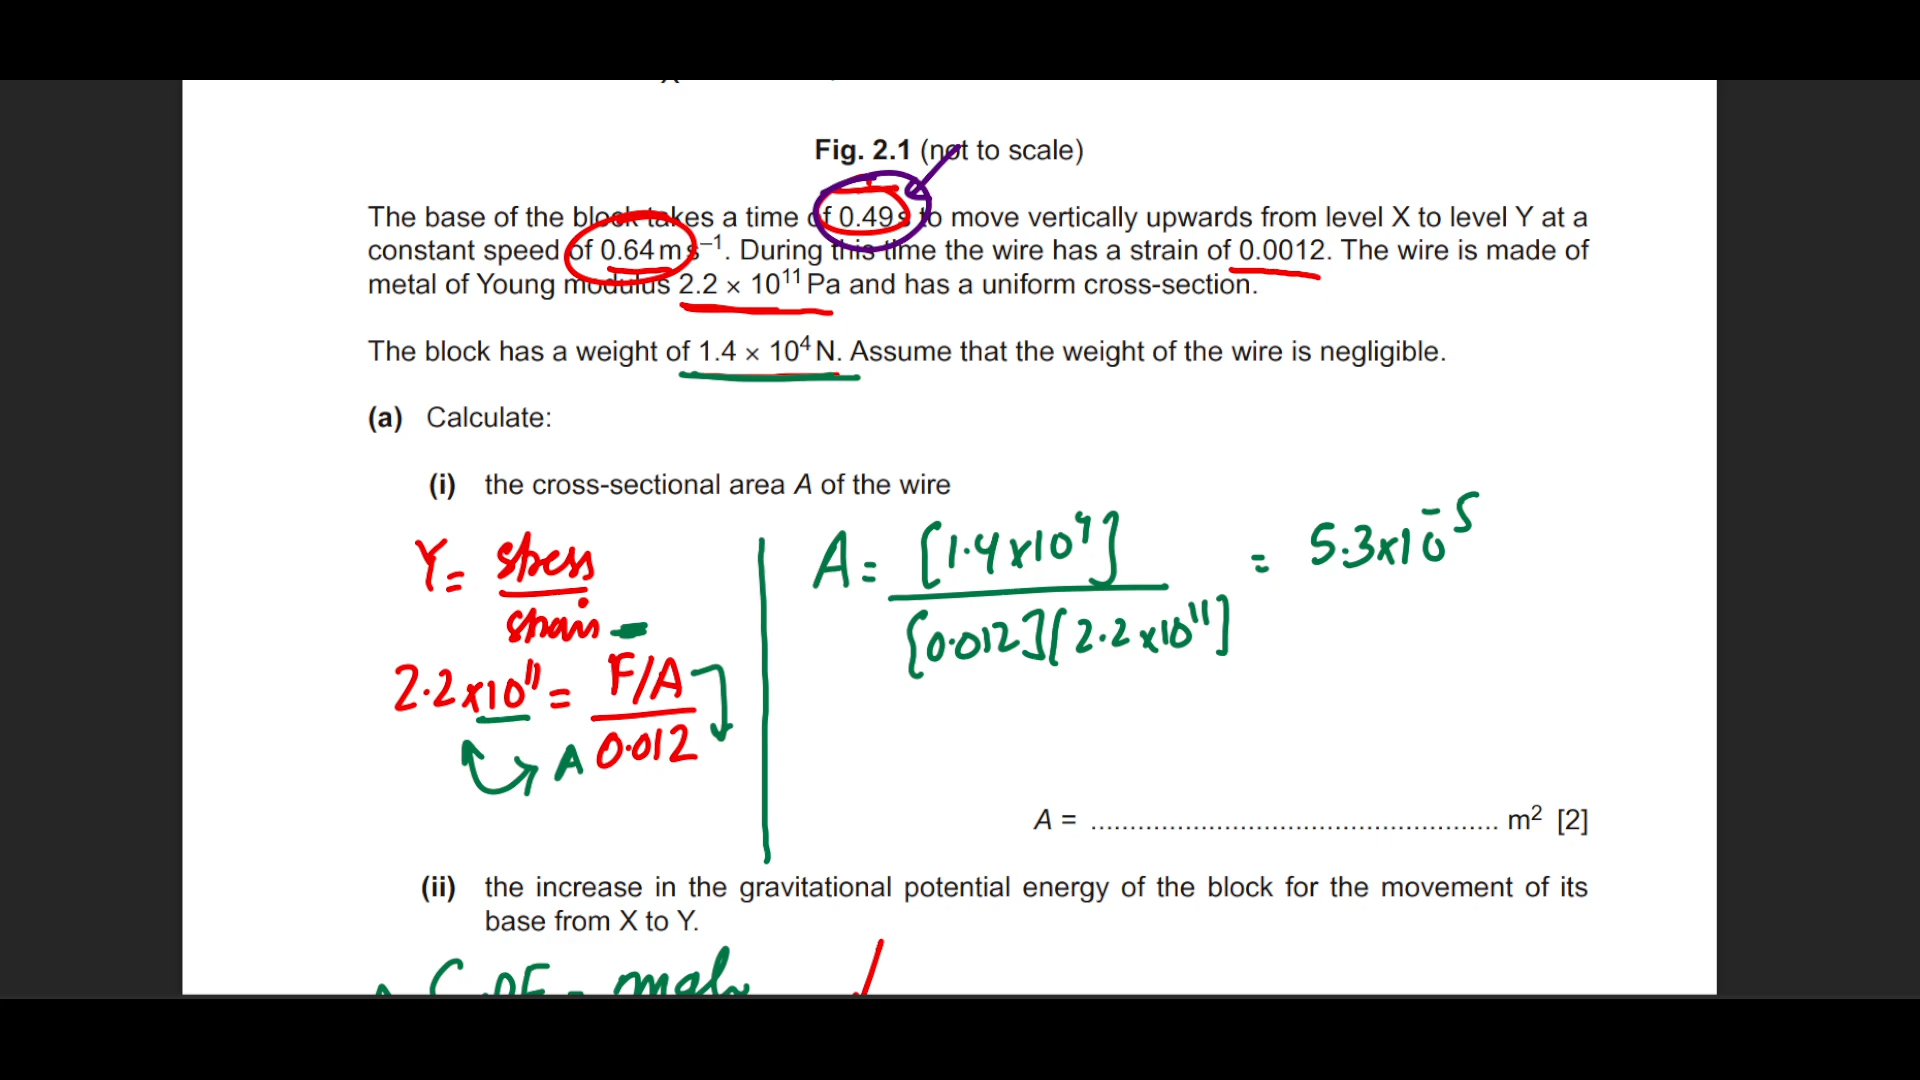 Fig. 2.1 (not to scale)
The base of the block takes a time of 0.49 s to move vertically upwards from level X to level Y at a
constant speed of 0.64 m s⁻¹. During this time the wire has a strain of 0.0012. The wire is made of
metal of Young modulus 2.2 × 10¹¹ Pa and has a uniform cross-section.
The block has a weight of 1.4 × 10⁴ N. Assume that the weight of the wire is negligible.
(a) Calculate:
(i) the cross-sectional area A of the wire
Y = stress / strain
2.2 x 10¹¹ = F/A / 0.012
A
A = [1.4 x 10⁴] / [0.012][2.2 x 10¹¹] = 5.3 x 10⁻⁵
A = .................................................. m² [2]
(ii) the increase in the gravitational potential energy of the block for the movement of its
base from X to Y.
G.PE = mgh